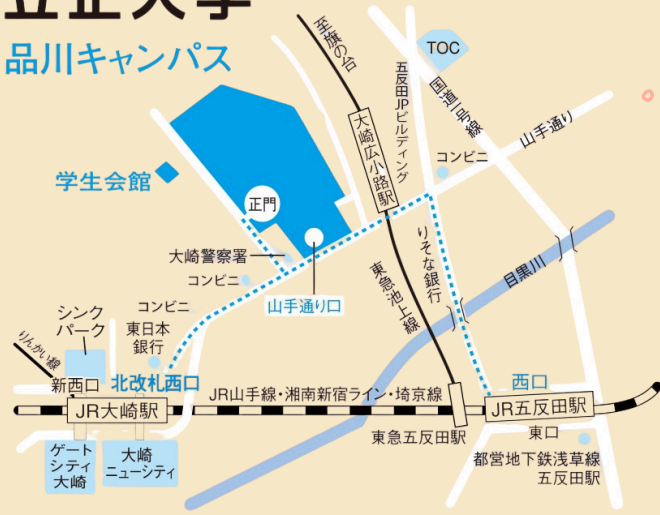 立正大学
品川キャンパス
至旗の台
TOC
五反田JPビルディング
国道一号線
山手通り
大崎広小路駅
コンビニ
学生会館
正門
りそな銀行
大崎警察署
目黒川
コンビニ
東急池上線
山手通り口
コンビニ
シンク
パーク
東日本
銀行
りんかい線
新西口
北改札西口
JR山手線・湘南新宿ライン・埼京線
西口
JR大崎駅
JR五反田駅
東急五反田駅
東口
ゲート
シティ
大崎
大崎
ニューシティ
都営地下鉄浅草線
五反田駅